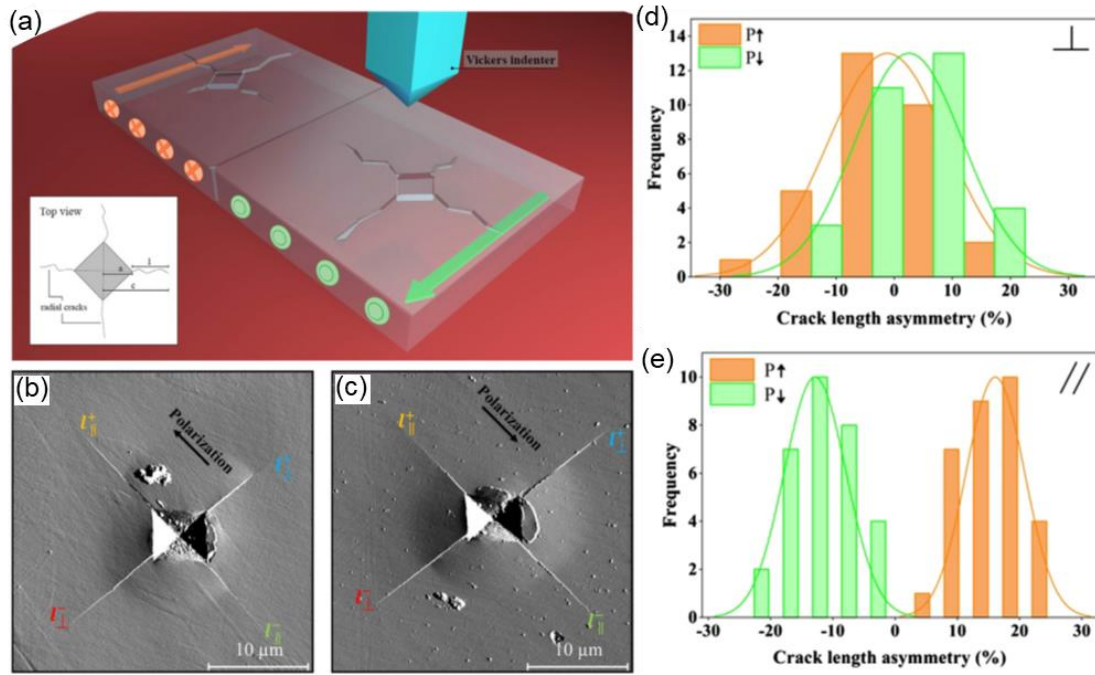 (a)
Vickers indenter
Top view
a
l
c
radial cracks
(b)
l∥+
Polarization
l⊥+
l⊥-
l∥-
10 μm
(c)
l∥+
Polarization
l⊥+
l⊥-
l∥-
10 μm
(d)
P↑
P↓
⊥
Frequency
14
12
10
8
6
4
2
0
-30 -20 -10 0 10 20 30
Crack length asymmetry (%)
(e)
P↑
P↓
//
Frequency
10
8
6
4
2
0
-30 -20 -10 0 10 20 30
Crack length asymmetry (%)